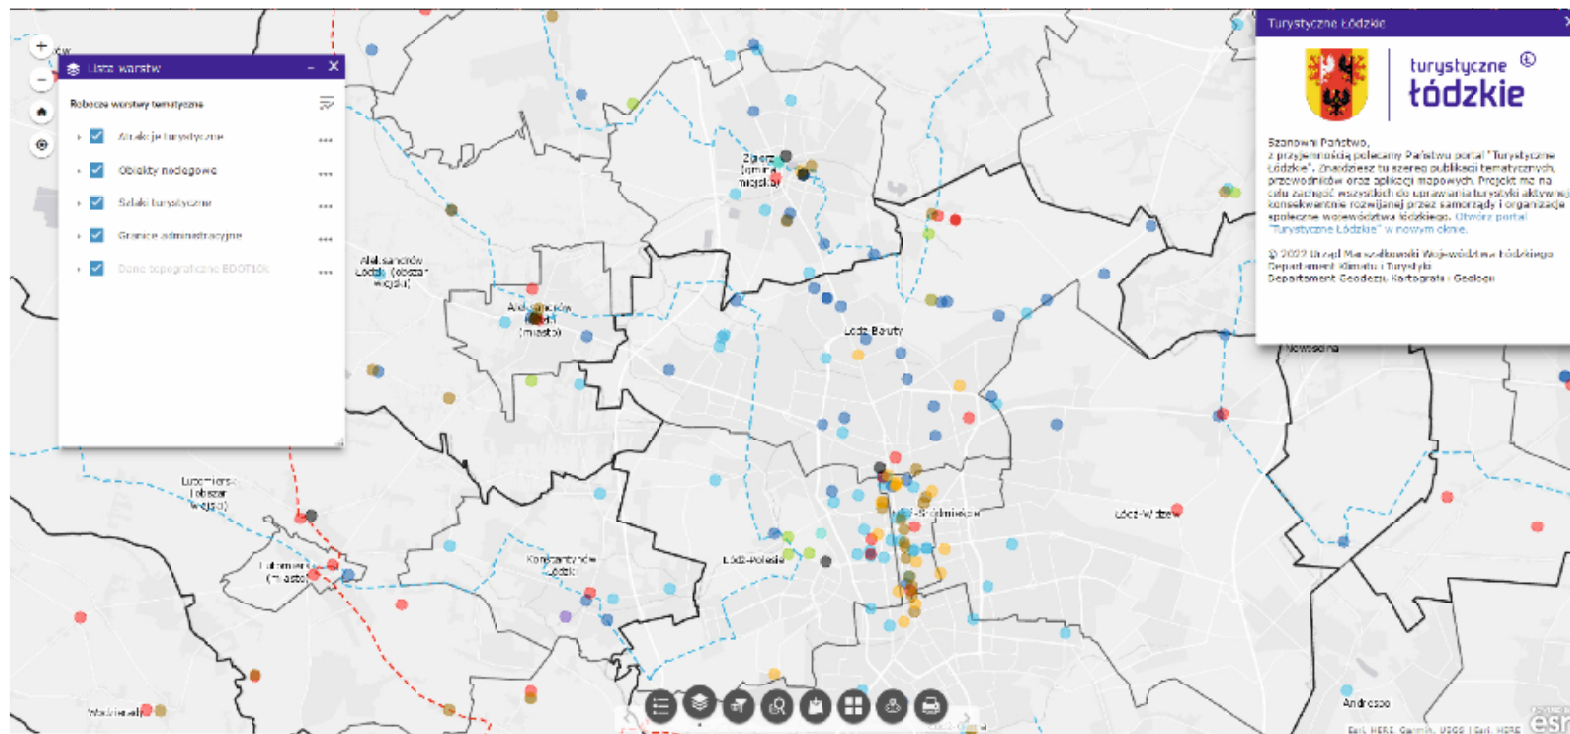 Lista warstw
Robocze warstwy tematyczne
Atrakcje turystyczne
Obiekty noclegowe
Szlaki turystyczne
Granice administracyjne
Dane topograficzne BDOT10k
Zgierz
(gmina
miejska)
Aleksandrów
Łódzki (obszar
wiejski)
Aleksandrów
(miasto)
Łódź-Bałuty
Lutomiersk
(obszar
wiejski)
Lutomiersk
(miasto)
Konstantynów
Łódzki
Łódź-Polesie
Łódź-Śródmieście
Łódź-Widzew
Nowosolna
Wodzierady
Andrespol
Turystyczne Łódzkie
turystyczne
łódzkie
Szanowni Państwo,
z przyjemnością polecamy Państwu portal "Turystyczne
Łódzkie". Znajdziesz tu szereg publikacji tematycznych,
przewodników oraz aplikacji mapowych. Projekt ma na
celu zachęcić wszystkich do uprawiania turystyki aktywnej
konsekwentnie rozwijanej przez samorządy i organizacje
społeczne województwa łódzkiego. Otwórz portal
"Turystyczne Łódzkie" w nowym oknie.
© 2022 Urząd Marszałkowski Województwa Łódzkiego
Departament Klimatu i Turystyki
Departament Geodezji, Kartografii i Geologii
Esri, HERE, Garmin, USGS | Esri, HERE
esri